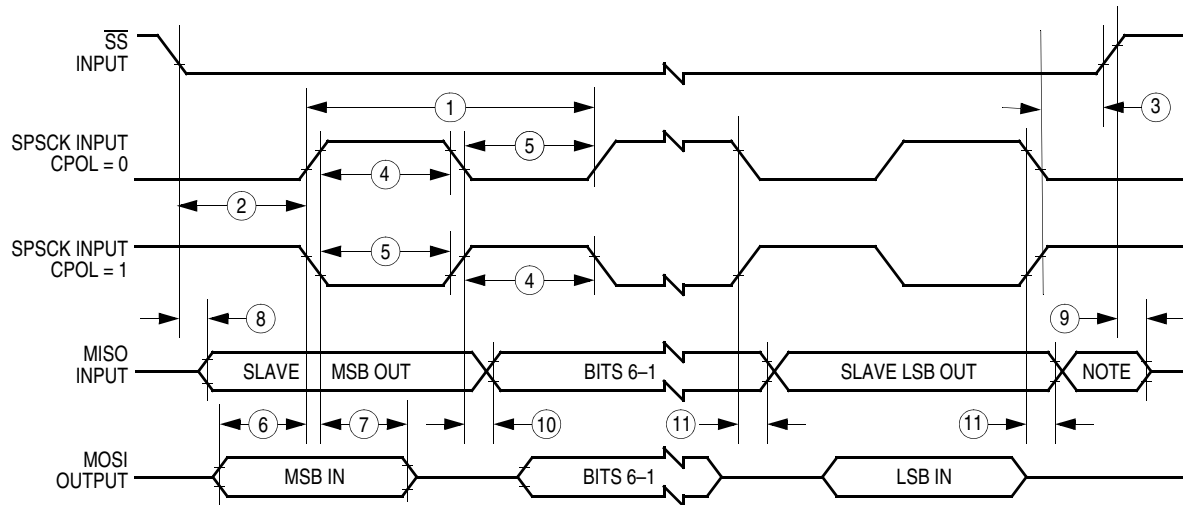 SS
INPUT
1
3
SPSCK INPUT
CPOL = 0
5
4
2
SPSCK INPUT
CPOL = 1
5
4
8
9
MISO
INPUT
SLAVE MSB OUT
BITS 6–1
SLAVE LSB OUT
NOTE
6
7
10
11
11
MOSI
OUTPUT
MSB IN
BITS 6–1
LSB IN